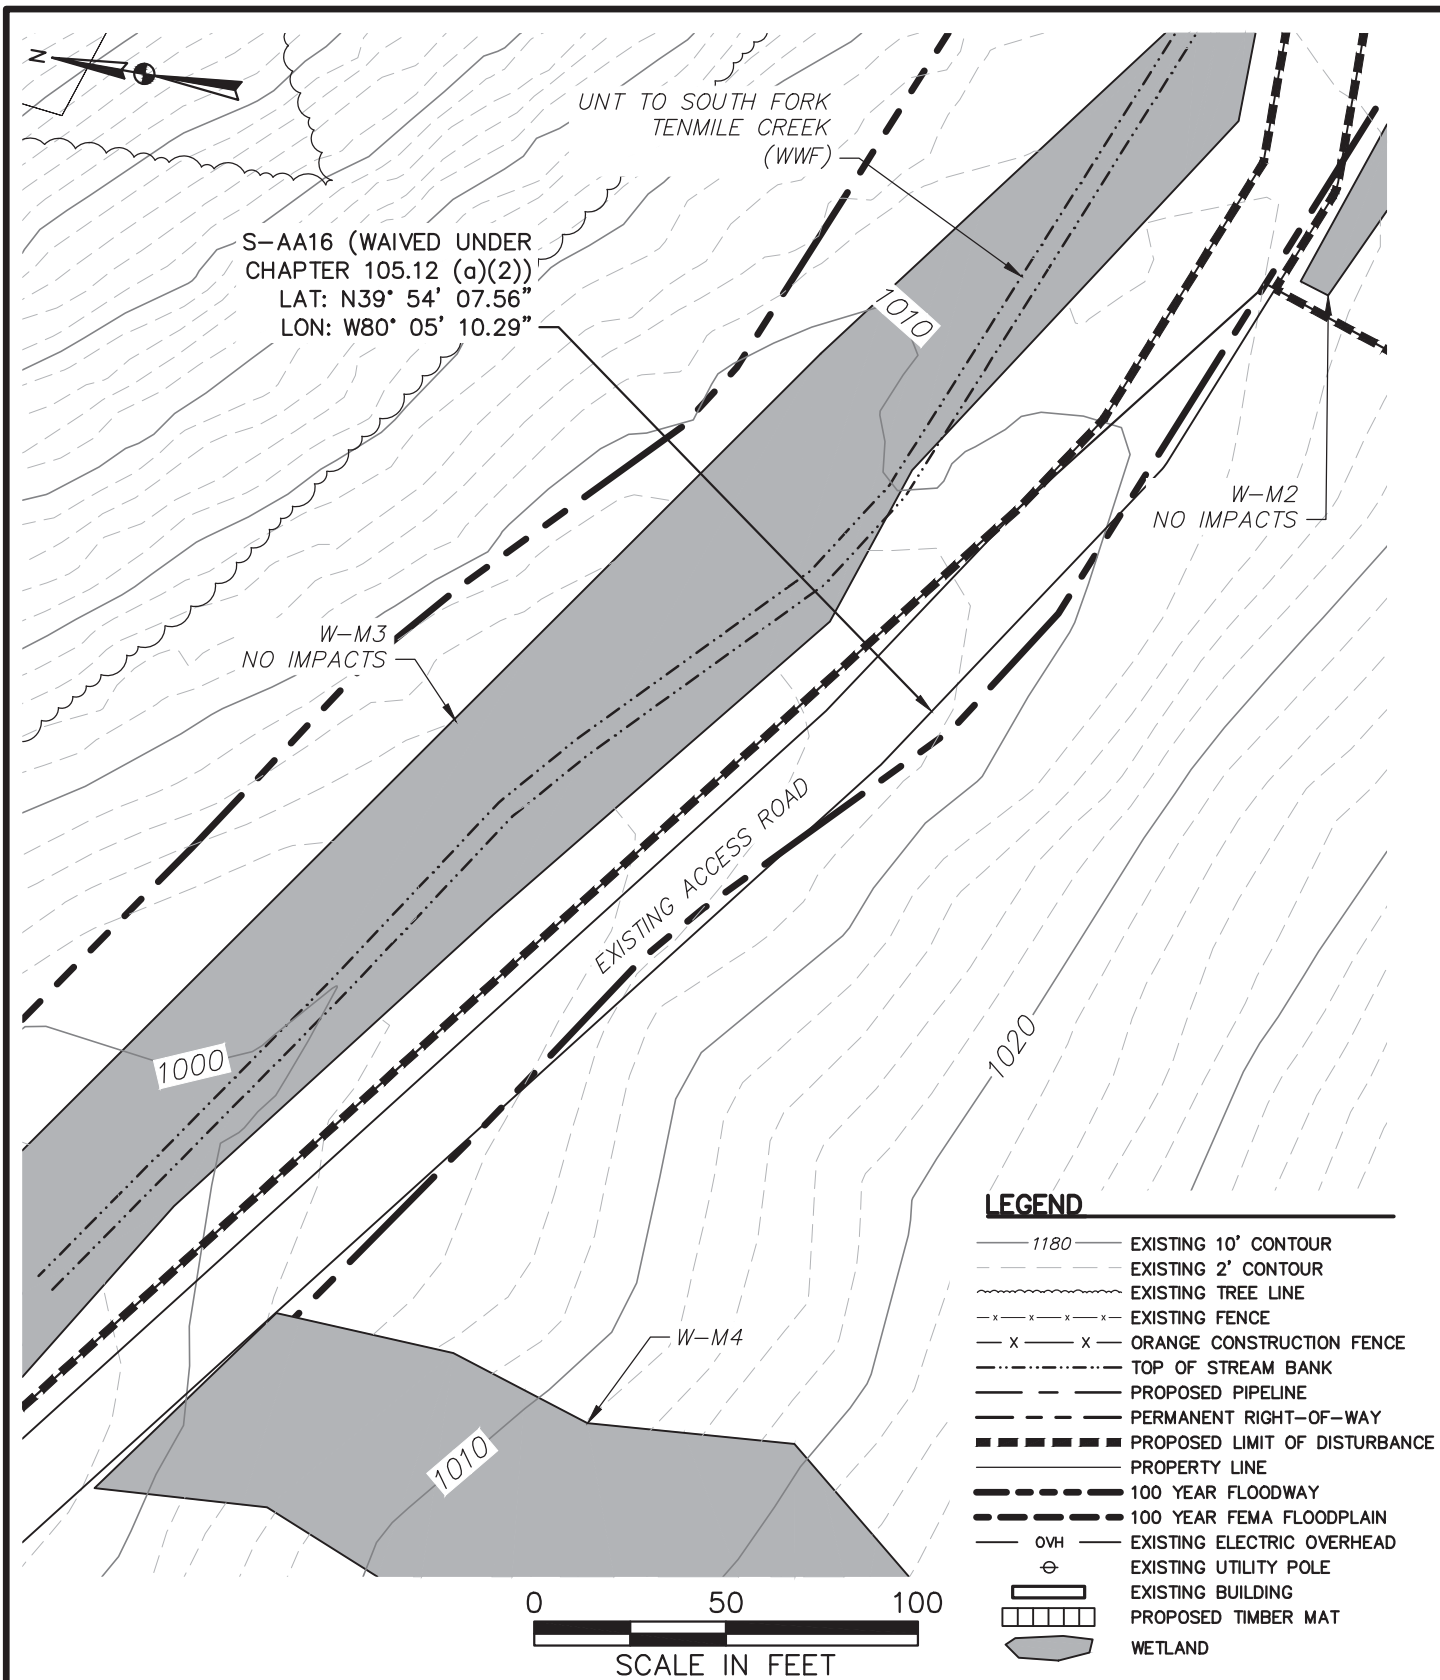 N
UNT TO SOUTH FORK
TENMILE CREEK
(WWF)
S-AA16 (WAIVED UNDER
CHAPTER 105.12 (a)(2))
LAT: N39° 54' 07.56"
LON: W80° 05' 10.29"
1010
W-M2
NO IMPACTS
W-M3
NO IMPACTS
EXISTING ACCESS ROAD
1000
1020
W-M4
1010
LEGEND
1180 EXISTING 10' CONTOUR
EXISTING 2' CONTOUR
EXISTING TREE LINE
x x x x EXISTING FENCE
X X ORANGE CONSTRUCTION FENCE
TOP OF STREAM BANK
PROPOSED PIPELINE
PERMANENT RIGHT-OF-WAY
PROPOSED LIMIT OF DISTURBANCE
PROPERTY LINE
100 YEAR FLOODWAY
100 YEAR FEMA FLOODPLAIN
OVH EXISTING ELECTRIC OVERHEAD
EXISTING UTILITY POLE
EXISTING BUILDING
PROPOSED TIMBER MAT
WETLAND
0 50 100
SCALE IN FEET